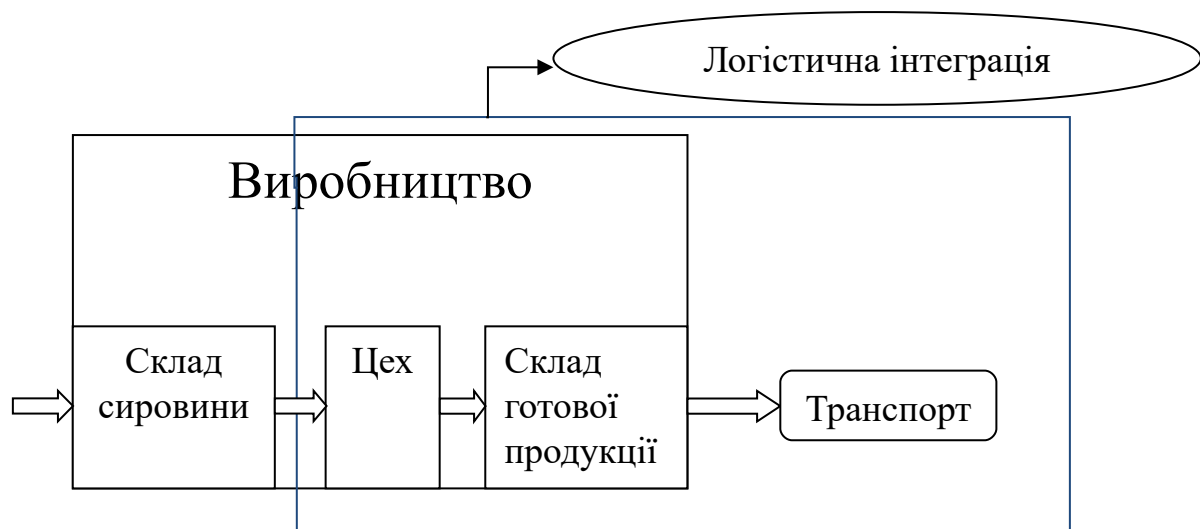 Логістична інтеграція
Виробництво
Склад
сировини
Цех
Склад
готової
продукції
Транспорт